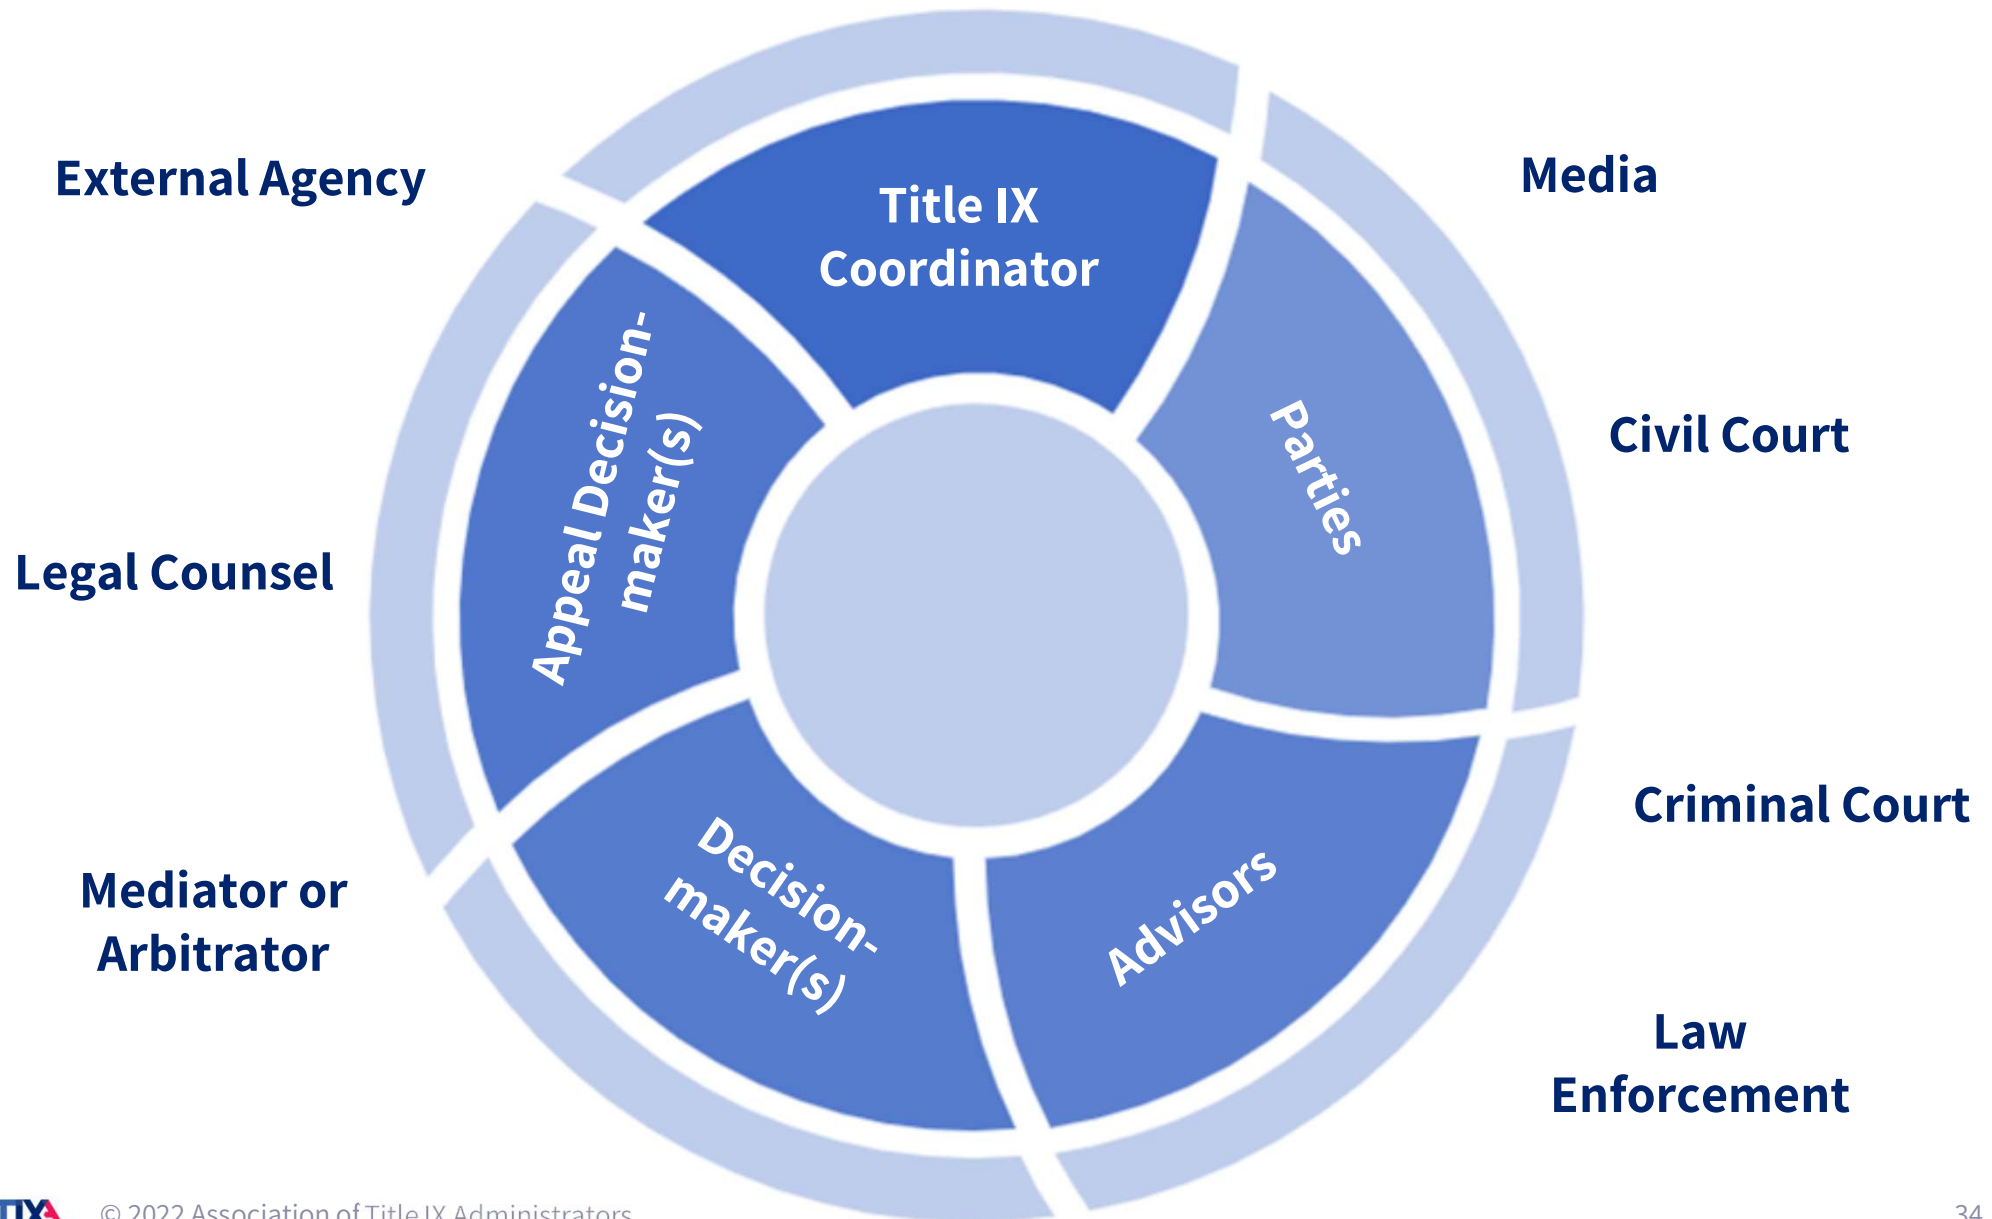 External Agency
Media
Title IX
Coordinator
Parties
Civil Court
Appeal Decision-
maker(s)
Legal Counsel
Criminal Court
Decision-
maker(s)
Advisors
Mediator or
Arbitrator
Law
Enforcement
© 2022 Association of Title IX Administrators
34